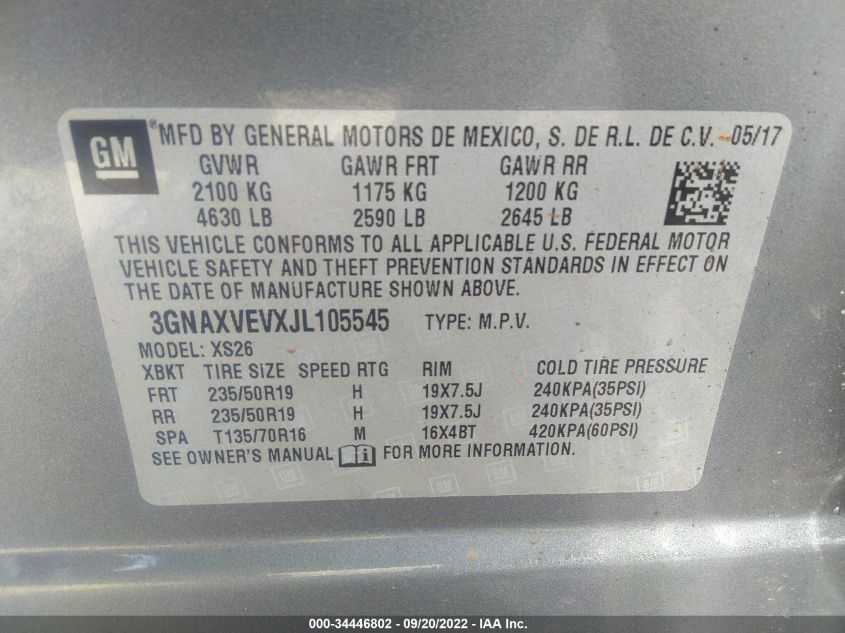 GM ® MFD BY GENERAL MOTORS DE MEXICO, S. DE R.L. DE C.V. 05/17
GVWR GAWR FRT GAWR RR
2100 KG 1175 KG 1200 KG
4630 LB 2590 LB 2645 LB
THIS VEHICLE CONFORMS TO ALL APPLICABLE U.S. FEDERAL MOTOR
VEHICLE SAFETY AND THEFT PREVENTION STANDARDS IN EFFECT ON
THE DATE OF MANUFACTURE SHOWN ABOVE.
3GNAXVEVXJL105545 TYPE: M.P.V.
MODEL: XS26
XBKT TIRE SIZE SPEED RTG RIM COLD TIRE PRESSURE
FRT 235/50R19 H 19X7.5J 240KPA(35PSI)
RR 235/50R19 H 19X7.5J 240KPA(35PSI)
SPA T135/70R16 M 16X4BT 420KPA(60PSI)
SEE OWNER'S MANUAL FOR MORE INFORMATION.
000-34446802 - 09/20/2022 - IAA Inc.